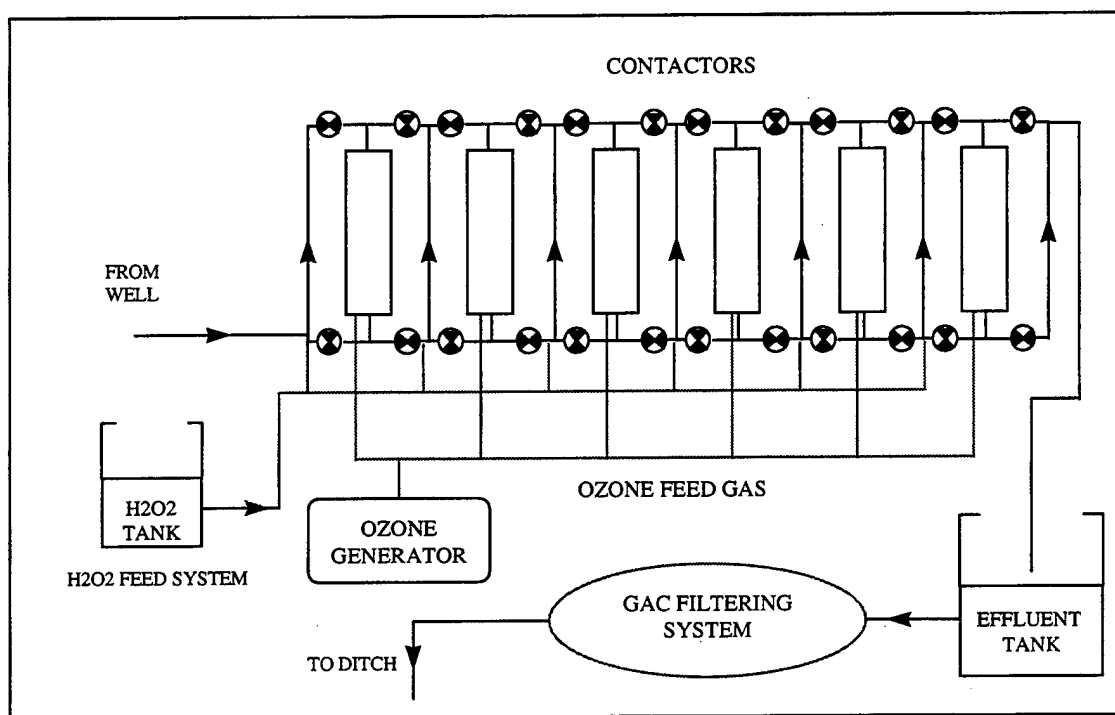 CONTACTORS
FROM
WELL
H2O2
TANK
H2O2 FEED SYSTEM
OZONE FEED GAS
OZONE
GENERATOR
GAC FILTERING
SYSTEM
EFFLUENT
TANK
TO DITCH